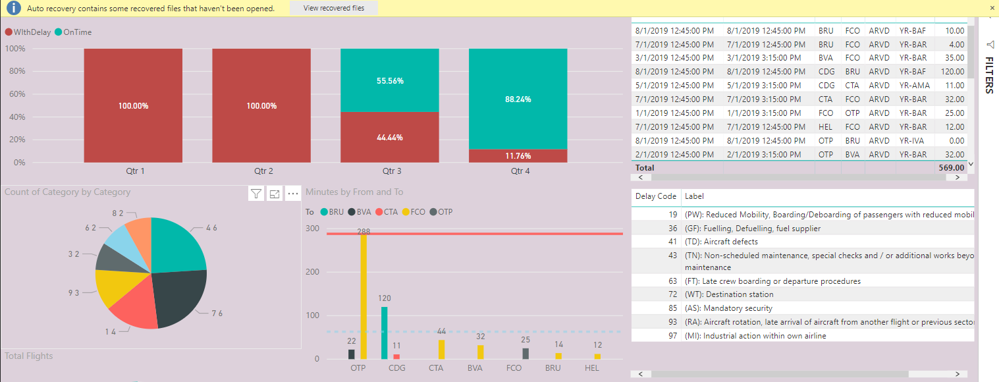 Auto recovery contains some recovered files that haven't been opened. View recovered files
WIthDelay OnTime
100%
80%
60%
40%
20%
0%
100.00%
100.00%
55.56%
44.44%
88.24%
11.76%
Qtr 1 Qtr 2 Qtr 3 Qtr 4
8/1/2019 12:45:00 PM 8/1/2019 12:45:00 PM BRU FCO ARVD YR-BAF 10.00
7/1/2019 12:45:00 PM 7/1/2019 12:45:00 PM BRU FCO ARVD YR-BAR 4.00
3/1/2019 12:45:00 PM 3/1/2019 3:15:00 PM BVA FCO ARVD YR-BAR 35.00
8/1/2019 12:45:00 PM 8/1/2019 12:45:00 PM CDG BRU ARVD YR-BAF 120.00
5/1/2019 12:45:00 PM 5/1/2019 3:15:00 PM CDG CTA ARVD YR-AMA 11.00
7/1/2019 12:45:00 PM 7/1/2019 12:45:00 PM CTA FCO ARVD YR-BAR 32.00
1/1/2019 12:45:00 PM 1/1/2019 3:15:00 PM FCO OTP ARVD YR-BAR 25.00
7/1/2019 12:45:00 PM 7/1/2019 12:45:00 PM HEL FCO ARVD YR-BAR 12.00
8/1/2019 12:45:00 PM 8/1/2019 12:45:00 PM OTP BRU ARVD YR-IVA 0.00
2/1/2019 12:45:00 PM 2/1/2019 3:15:00 PM OTP BVA ARVD YR-BAR 32.00
Total 569.00
FILTERS
Count of Category by Category
8 2
4 6
6 2
3 2
9 3
7 6
1 4
Total Flights
Minutes by From and To
To BRU BVA CTA FCO OTP
300
200
100
0
22
288
120
11
44
32
25
14
12
OTP CDG CTA BVA FCO BRU HEL
Delay Code Label
19 (PW): Reduced Mobility, Boarding/Deboarding of passengers with reduced mobil
36 (GF): Fuelling, Defuelling, fuel supplier
41 (TD): Aircraft defects
43 (TN): Non-scheduled maintenance, special checks and / or additional works beyo
maintenance
63 (FT): Late crew boarding or departure procedures
72 (WT): Destination station
85 (AS): Mandatory security
93 (RA): Aircraft rotation, late arrival of aircraft from another flight or previous sector
97 (MI): Industrial action within own airline